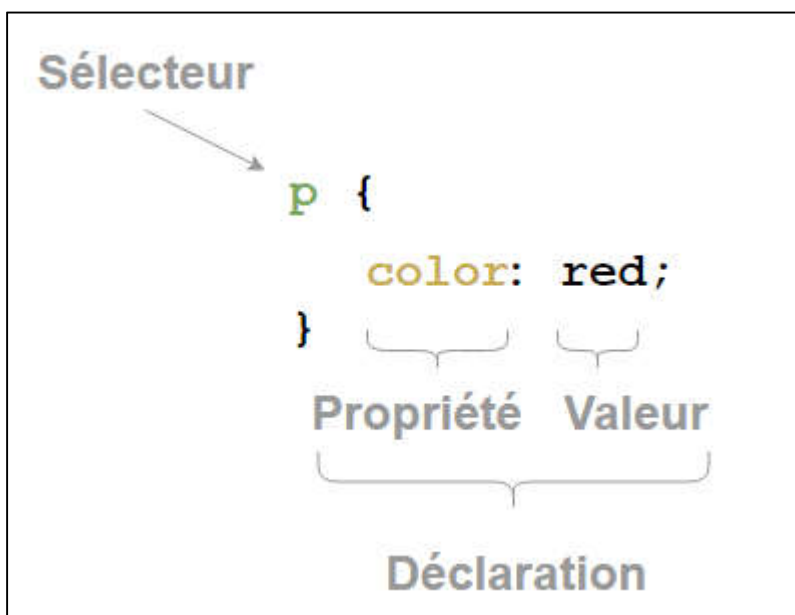 Sélecteur
p {
color: red;
}
Propriété Valeur
Déclaration